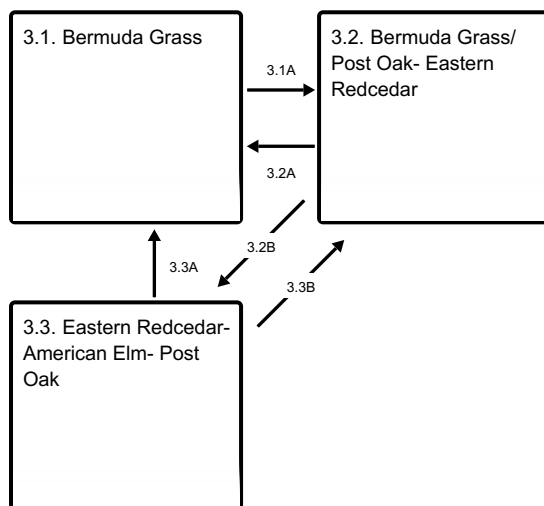 3.1. Bermuda Grass
3.2. Bermuda Grass/
Post Oak- Eastern
Redcedar
3.1A
3.2A
3.2B
3.3A
3.3B
3.3. Eastern Redcedar-
American Elm- Post
Oak